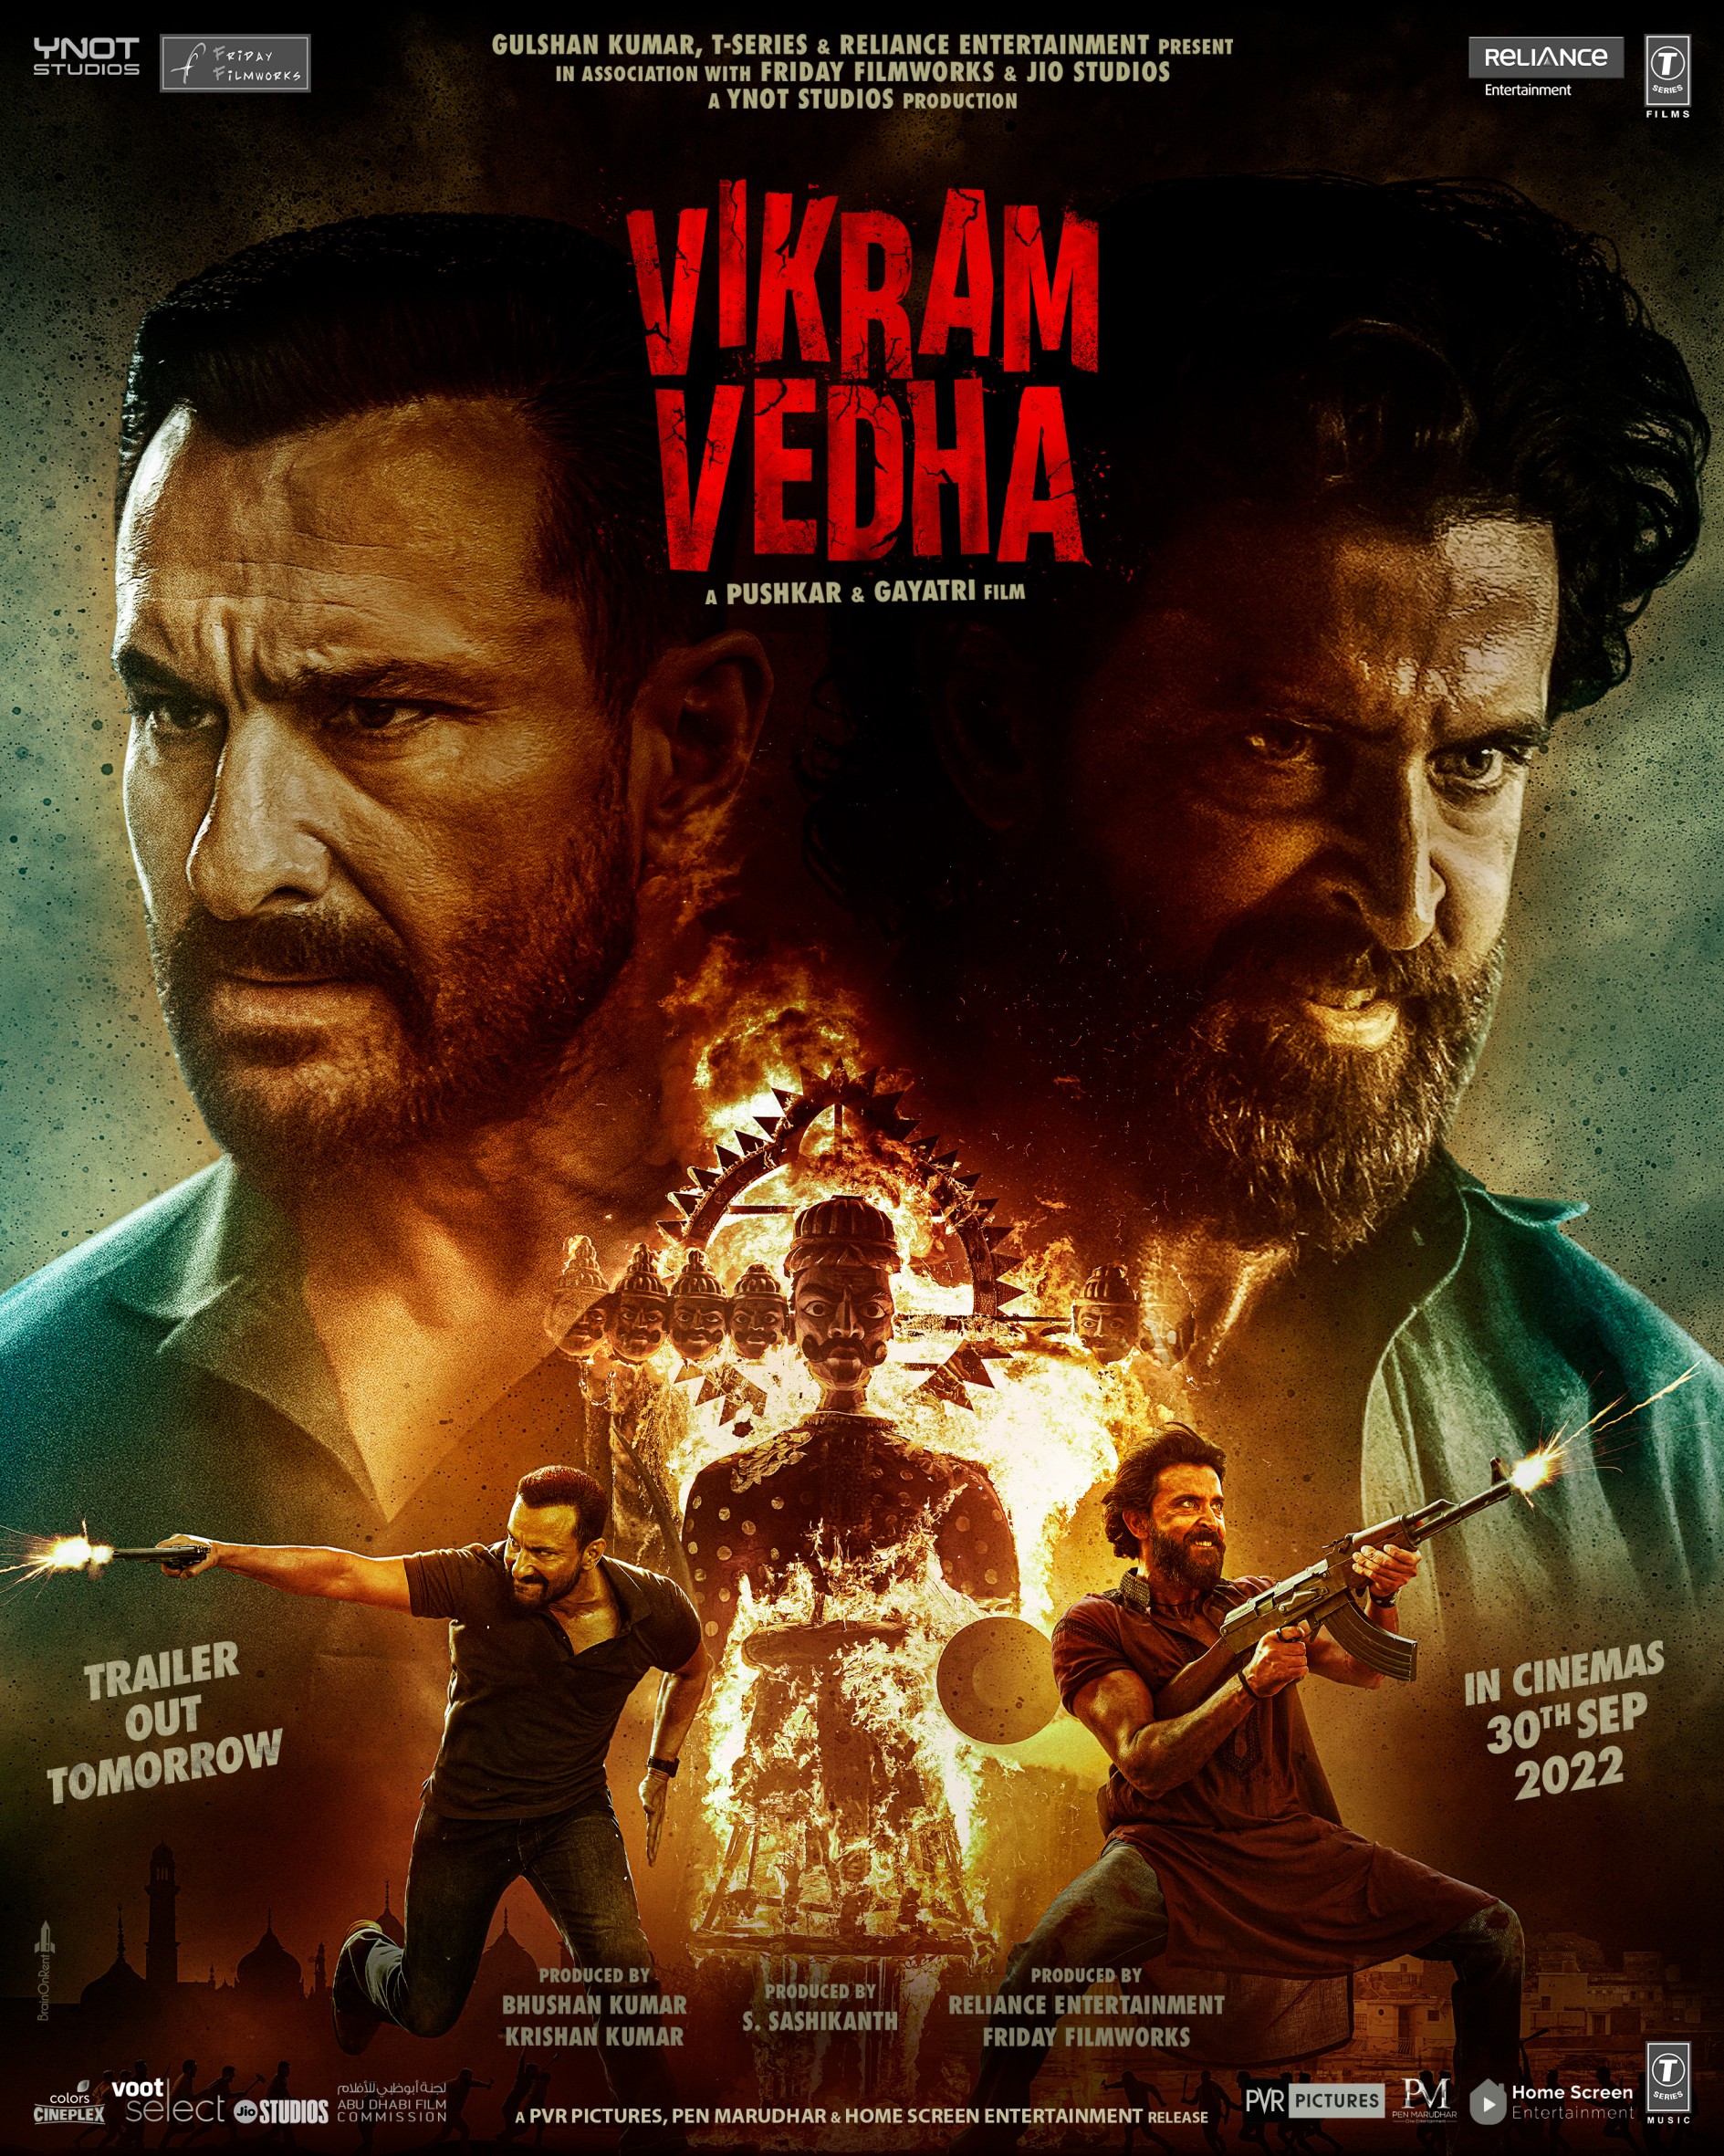 YNOT
STUDIOS
f FRIDAY
FILMWORKS
GULSHAN KUMAR, T-SERIES & RELIANCE ENTERTAINMENT PRESENT
IN ASSOCIATION WITH FRIDAY FILMWORKS & JIO STUDIOS
A YNOT STUDIOS PRODUCTION
RELIANCE
Entertainment
T
SERIES
FILMS
VIKRAM
VEDHA
A PUSHKAR & GAYATRI FILM
TRAILER
OUT
TOMORROW
IN CINEMAS
30TH SEP
2022
BrainOnRent
PRODUCED BY
BHUSHAN KUMAR
KRISHAN KUMAR
PRODUCED BY
S. SASHIKANTH
PRODUCED BY
RELIANCE ENTERTAINMENT
FRIDAY FILMWORKS
colors
CINEPLEX
voot
select
Jio STUDIOS
لجنة أبوظبي للأفلام
ABU DHABI FILM
COMMISSION
A PVR PICTURES, PEN MARUDHAR & HOME SCREEN ENTERTAINMENT RELEASE
PVR PICTURES
PM
PEN MARUDHAR
Home Screen
Entertainment
T
SERIES
MUSIC